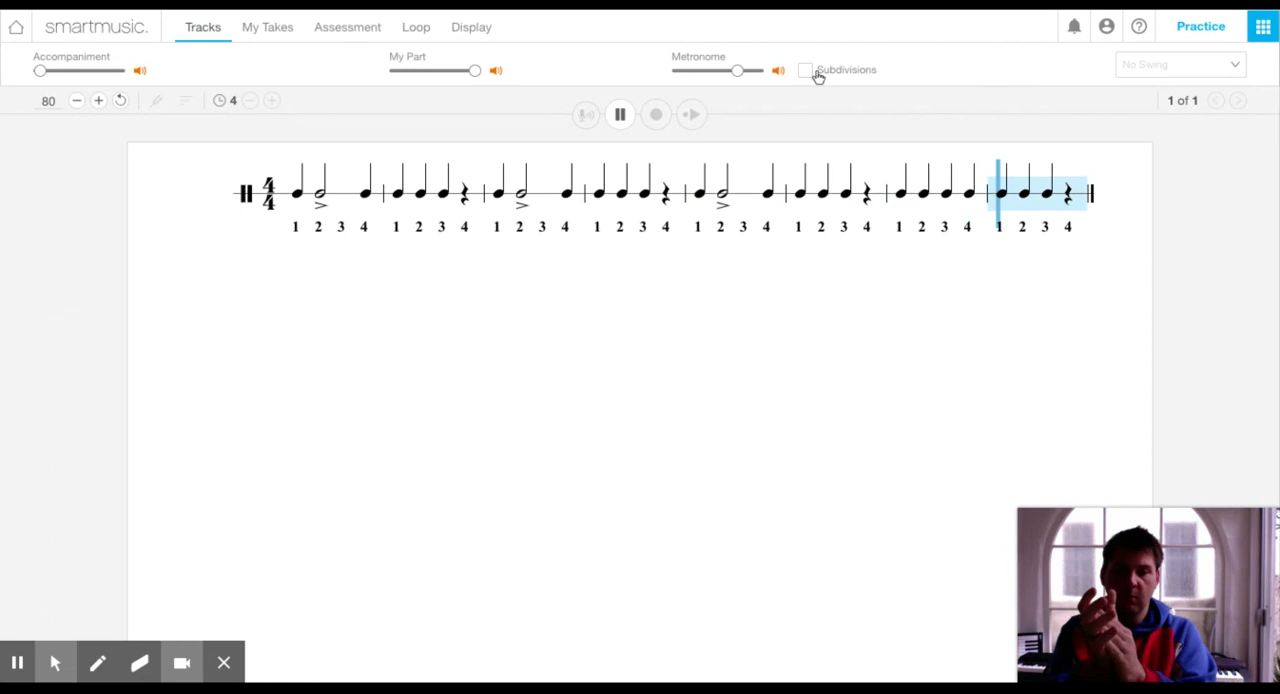 smartmusic. Tracks My Takes Assessment Loop Display Practice
Accompaniment My Part Metronome
Subdivisions No Swing
80 4 1 of 1
4
4
1 2 3 4 1 2 3 4 1 2 3 4 1 2 3 4 1 2 3 4 1 2 3 4 1 2 3 4 1 2 3 4